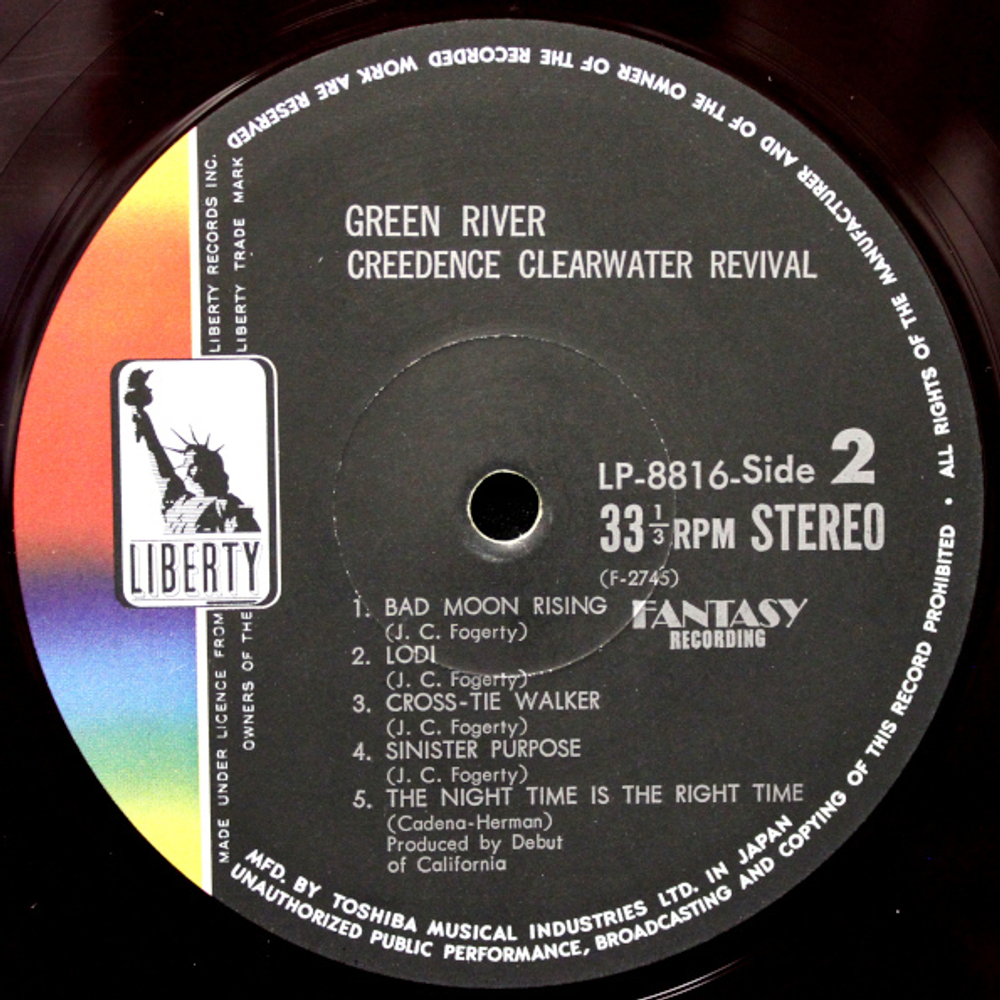 GREEN RIVER
CREEDENCE CLEARWATER REVIVAL
LP-8816-Side 2
33 1/3 RPM STEREO
(F-2745)
FANTASY
RECORDING
1. BAD MOON RISING
(J. C. Fogerty)
2. LODI
(J. C. Fogerty)
3. CROSS-TIE WALKER
(J. C. Fogerty)
4. SINISTER PURPOSE
(J. C. Fogerty)
5. THE NIGHT TIME IS THE RIGHT TIME
(Cadena-Herman)
Produced by Debut
of California
LIBERTY
MADE UNDER LICENCE FROM LIBERTY RECORDS INC.
OWNERS OF THE LIBERTY TRADE MARK
MFD. BY TOSHIBA MUSICAL INDUSTRIES LTD. IN JAPAN
UNAUTHORIZED PUBLIC PERFORMANCE, BROADCASTING AND COPYING OF THIS RECORD PROHIBITED • ALL RIGHTS OF THE MANUFACTURER AND OF THE OWNER OF THE RECORDED WORK ARE RESERVED